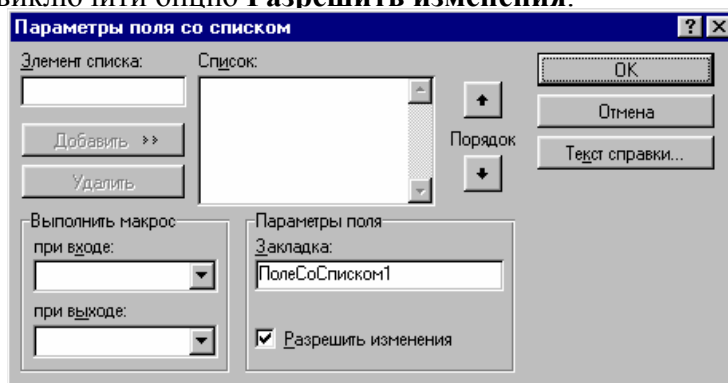 виключити опцію Разрешить изменения.
Параметры поля со списком
Элемент списка:
Список:
OK
Отмена
Текст справки...
Добавить >>
Удалить
Порядок
Выполнить макрос
при входе:
при выходе:
Параметры поля
Закладка:
ПолеСоСписком1
Разрешить изменения